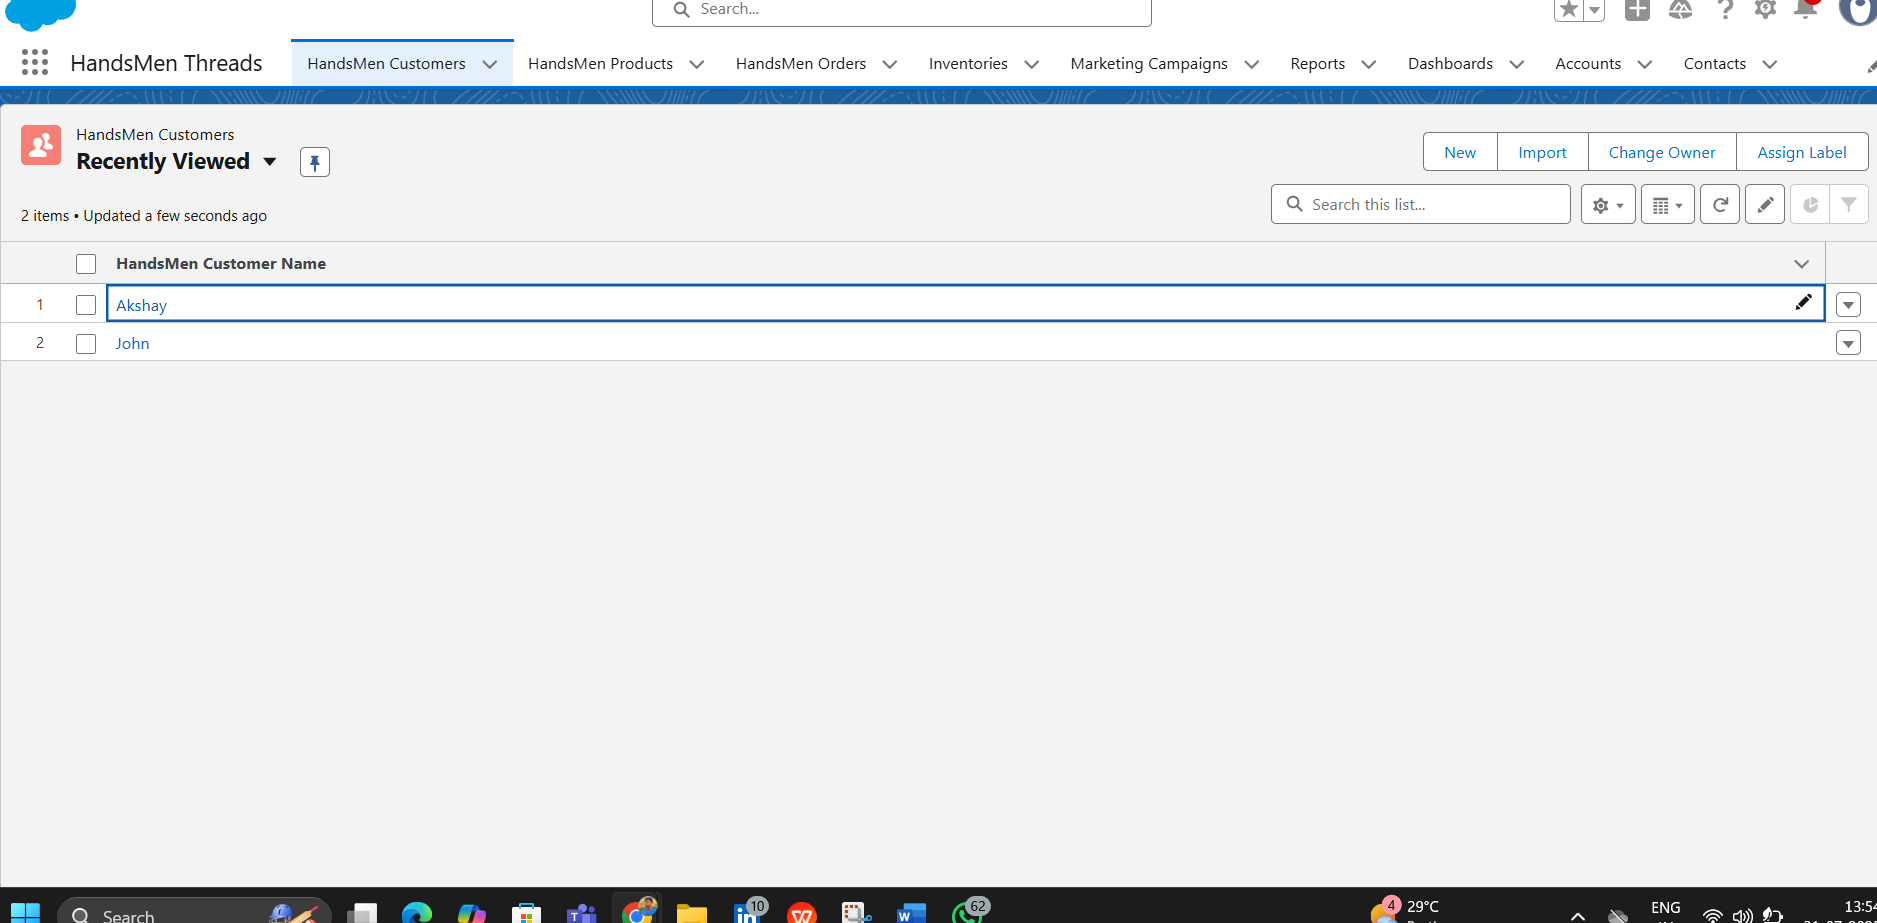 Search...
HandsMen Threads
HandsMen Customers
HandsMen Products
HandsMen Orders
Inventories
Marketing Campaigns
Reports
Dashboards
Accounts
Contacts
HandsMen Customers
Recently Viewed
New
Import
Change Owner
Assign Label
2 items • Updated a few seconds ago
Search this list...
HandsMen Customer Name
1 Akshay
2 John
Search
10
62
4
29°C
ENG
13:54